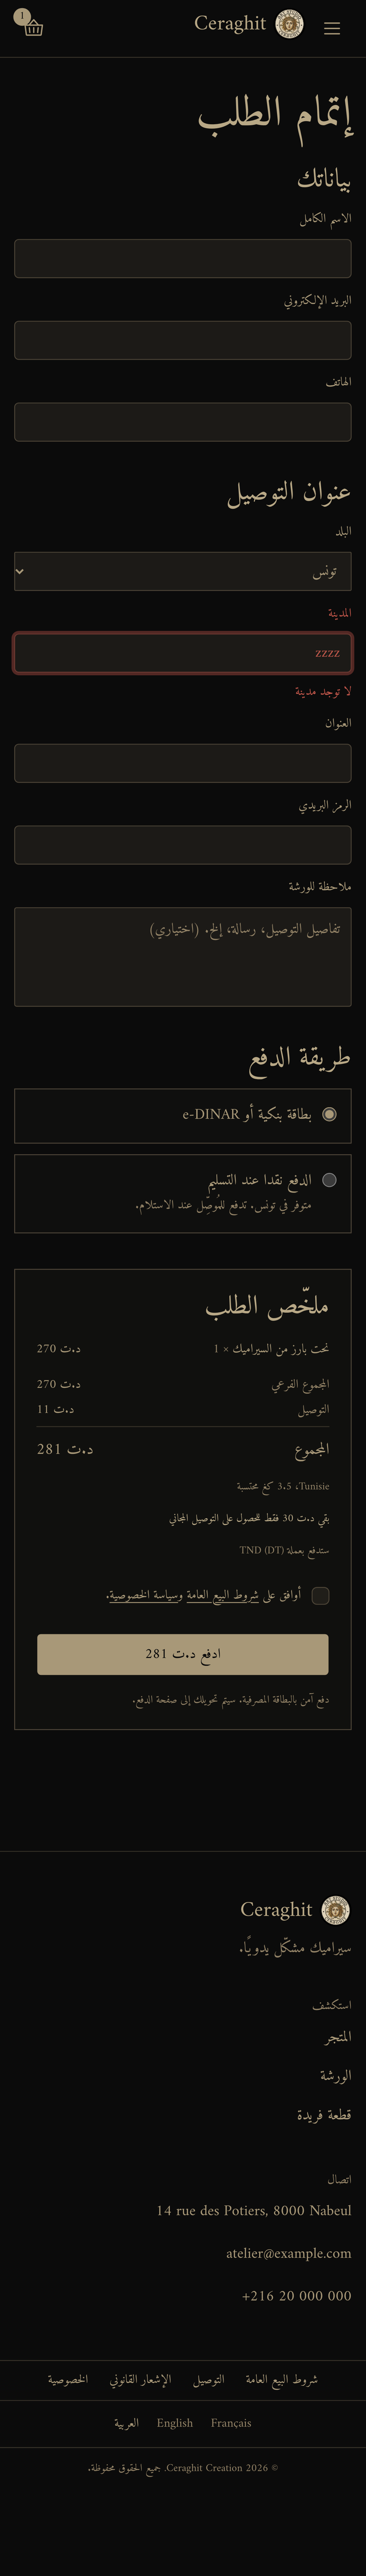 1
Ceraghit
إتمام الطلب
بياناتك
الاسم الكامل
البريد الإلكتروني
الهاتف
عنوان التوصيل
البلد
تونس
المدينة
zzzz
لا توجد مدينة
العنوان
الرمز البريدي
ملاحظة للورشة
تفاصيل التوصيل، رسالة، إلخ. (اختياري)
طريقة الدفع
بطاقة بنكية أو e-DINAR
الدفع نقدا عند التسليم
متوفر في تونس. تدفع للمُوصِّل عند الاستلام.
ملخّص الطلب
نحت بارز من السيراميك × 1 د.ت 270
المجموع الفرعي د.ت 270
التوصيل د.ت 11
المجموع د.ت 281
Tunisie، 3.5 كغ محتسبة
بقي د.ت 30 فقط للحصول على التوصيل المجاني
ستدفع بعملة TND (DT)
أوافق على شروط البيع العامة وسياسة الخصوصية.
ادفع د.ت 281
دفع آمن بالبطاقة المصرفية. سيتم تحويلك إلى صفحة الدفع.
Ceraghit
سيراميك مشكّل يدويًا.
استكشف
المتجر
الورشة
قطعة فريدة
اتصال
14 rue des Potiers, 8000 Nabeul
atelier@example.com
+216 20 000 000
شروط البيع العامة التوصيل الإشعار القانوني الخصوصية
Français English العربية
© 2026 Ceraghit Creation. جميع الحقوق محفوظة.